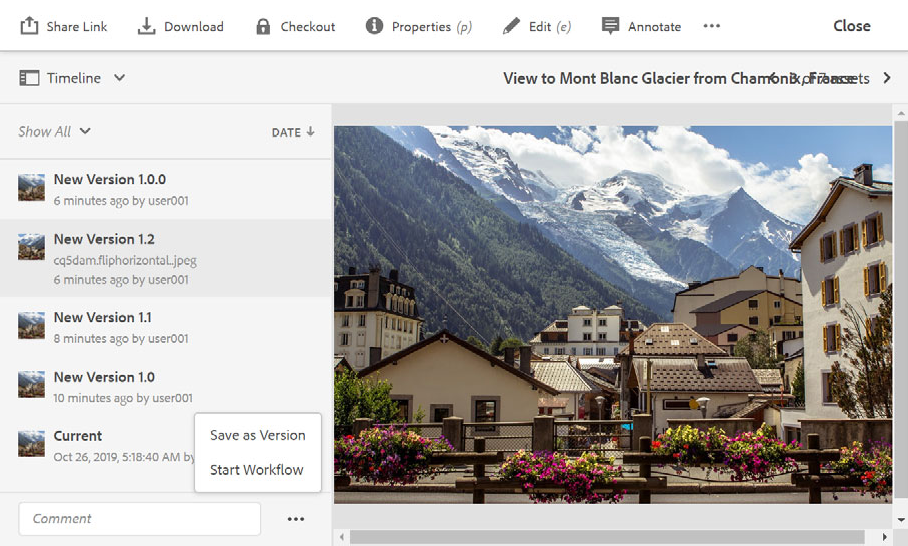 Share Link
Download
Checkout
Properties (p)
Edit (e)
Annotate
Close
Timeline
View to Mont Blanc Glacier from Chamonix, France
of 7 assets
Show All
DATE
New Version 1.0.0
6 minutes ago by user001
New Version 1.2
cq5dam.fliphorizontal..jpeg
6 minutes ago by user001
New Version 1.1
8 minutes ago by user001
New Version 1.0
10 minutes ago by user001
Current
Oct 26, 2019, 5:18:40 AM by
Save as Version
Start Workflow
Comment